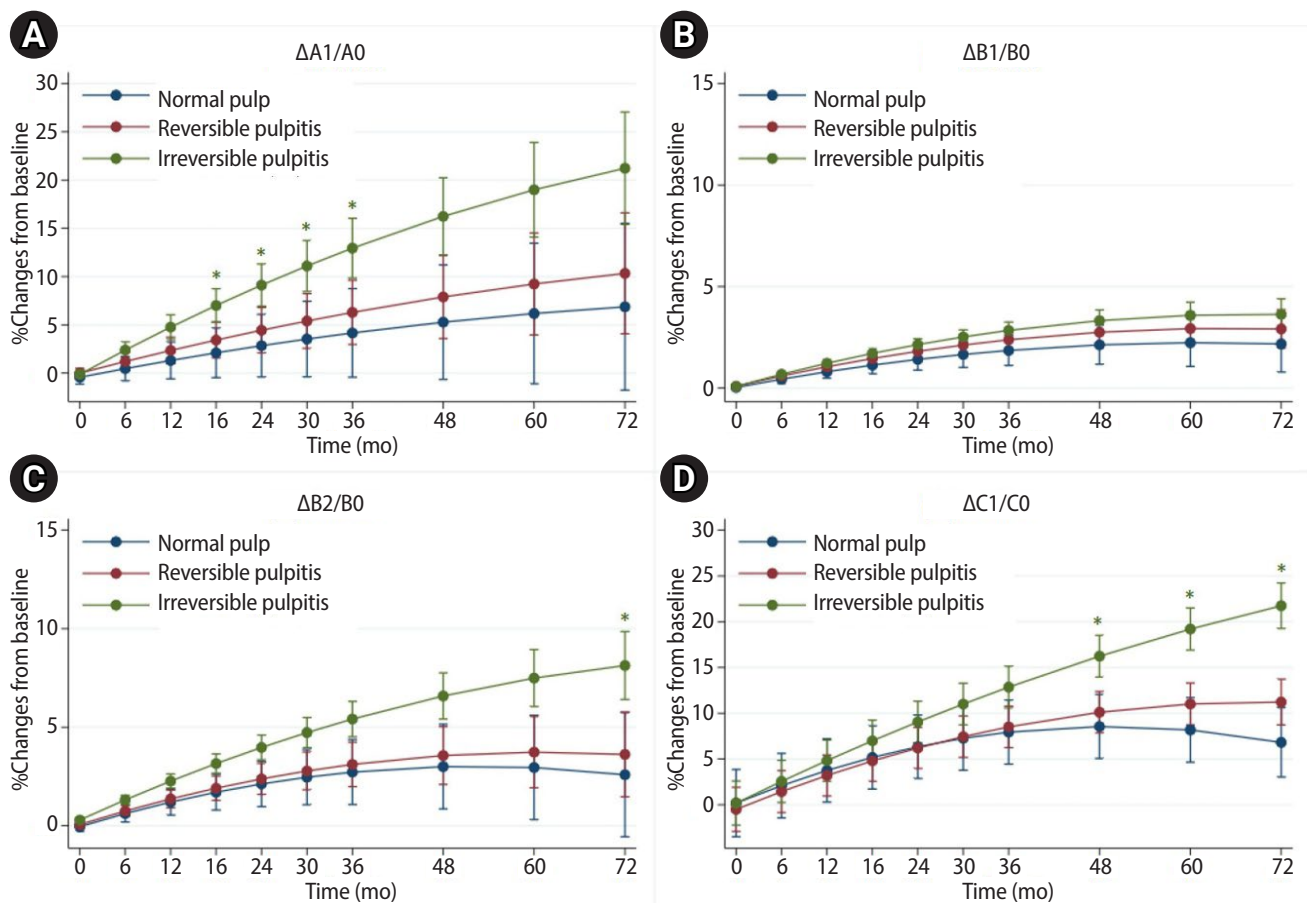 A
ΔA1/A0
%Changes from baseline
30
25
20
15
10
5
0
Normal pulp
Reversible pulpitis
Irreversible pulpitis
*
*
*
*
0 6 12 16 24 30 36 48 60 72
Time (mo)
B
ΔB1/B0
%Changes from baseline
15
10
5
0
Normal pulp
Reversible pulpitis
Irreversible pulpitis
0 6 12 16 24 30 36 48 60 72
Time (mo)
C
ΔB2/B0
%Changes from baseline
15
10
5
0
Normal pulp
Reversible pulpitis
Irreversible pulpitis
*
0 6 12 16 24 30 36 48 60 72
Time (mo)
D
ΔC1/C0
%Changes from baseline
30
25
20
15
10
5
0
Normal pulp
Reversible pulpitis
Irreversible pulpitis
*
*
*
0 6 12 16 24 30 36 48 60 72
Time (mo)